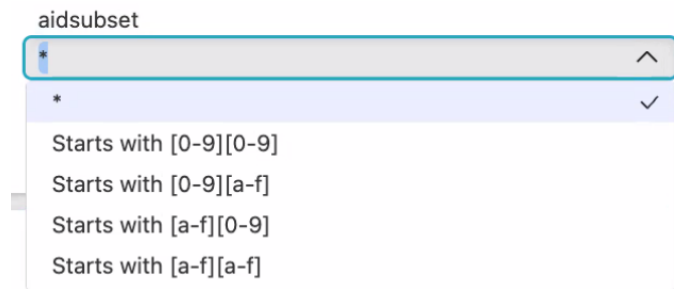 aidsubset
*
*
Starts with [0-9][0-9]
Starts with [0-9][a-f]
Starts with [a-f][0-9]
Starts with [a-f][a-f]